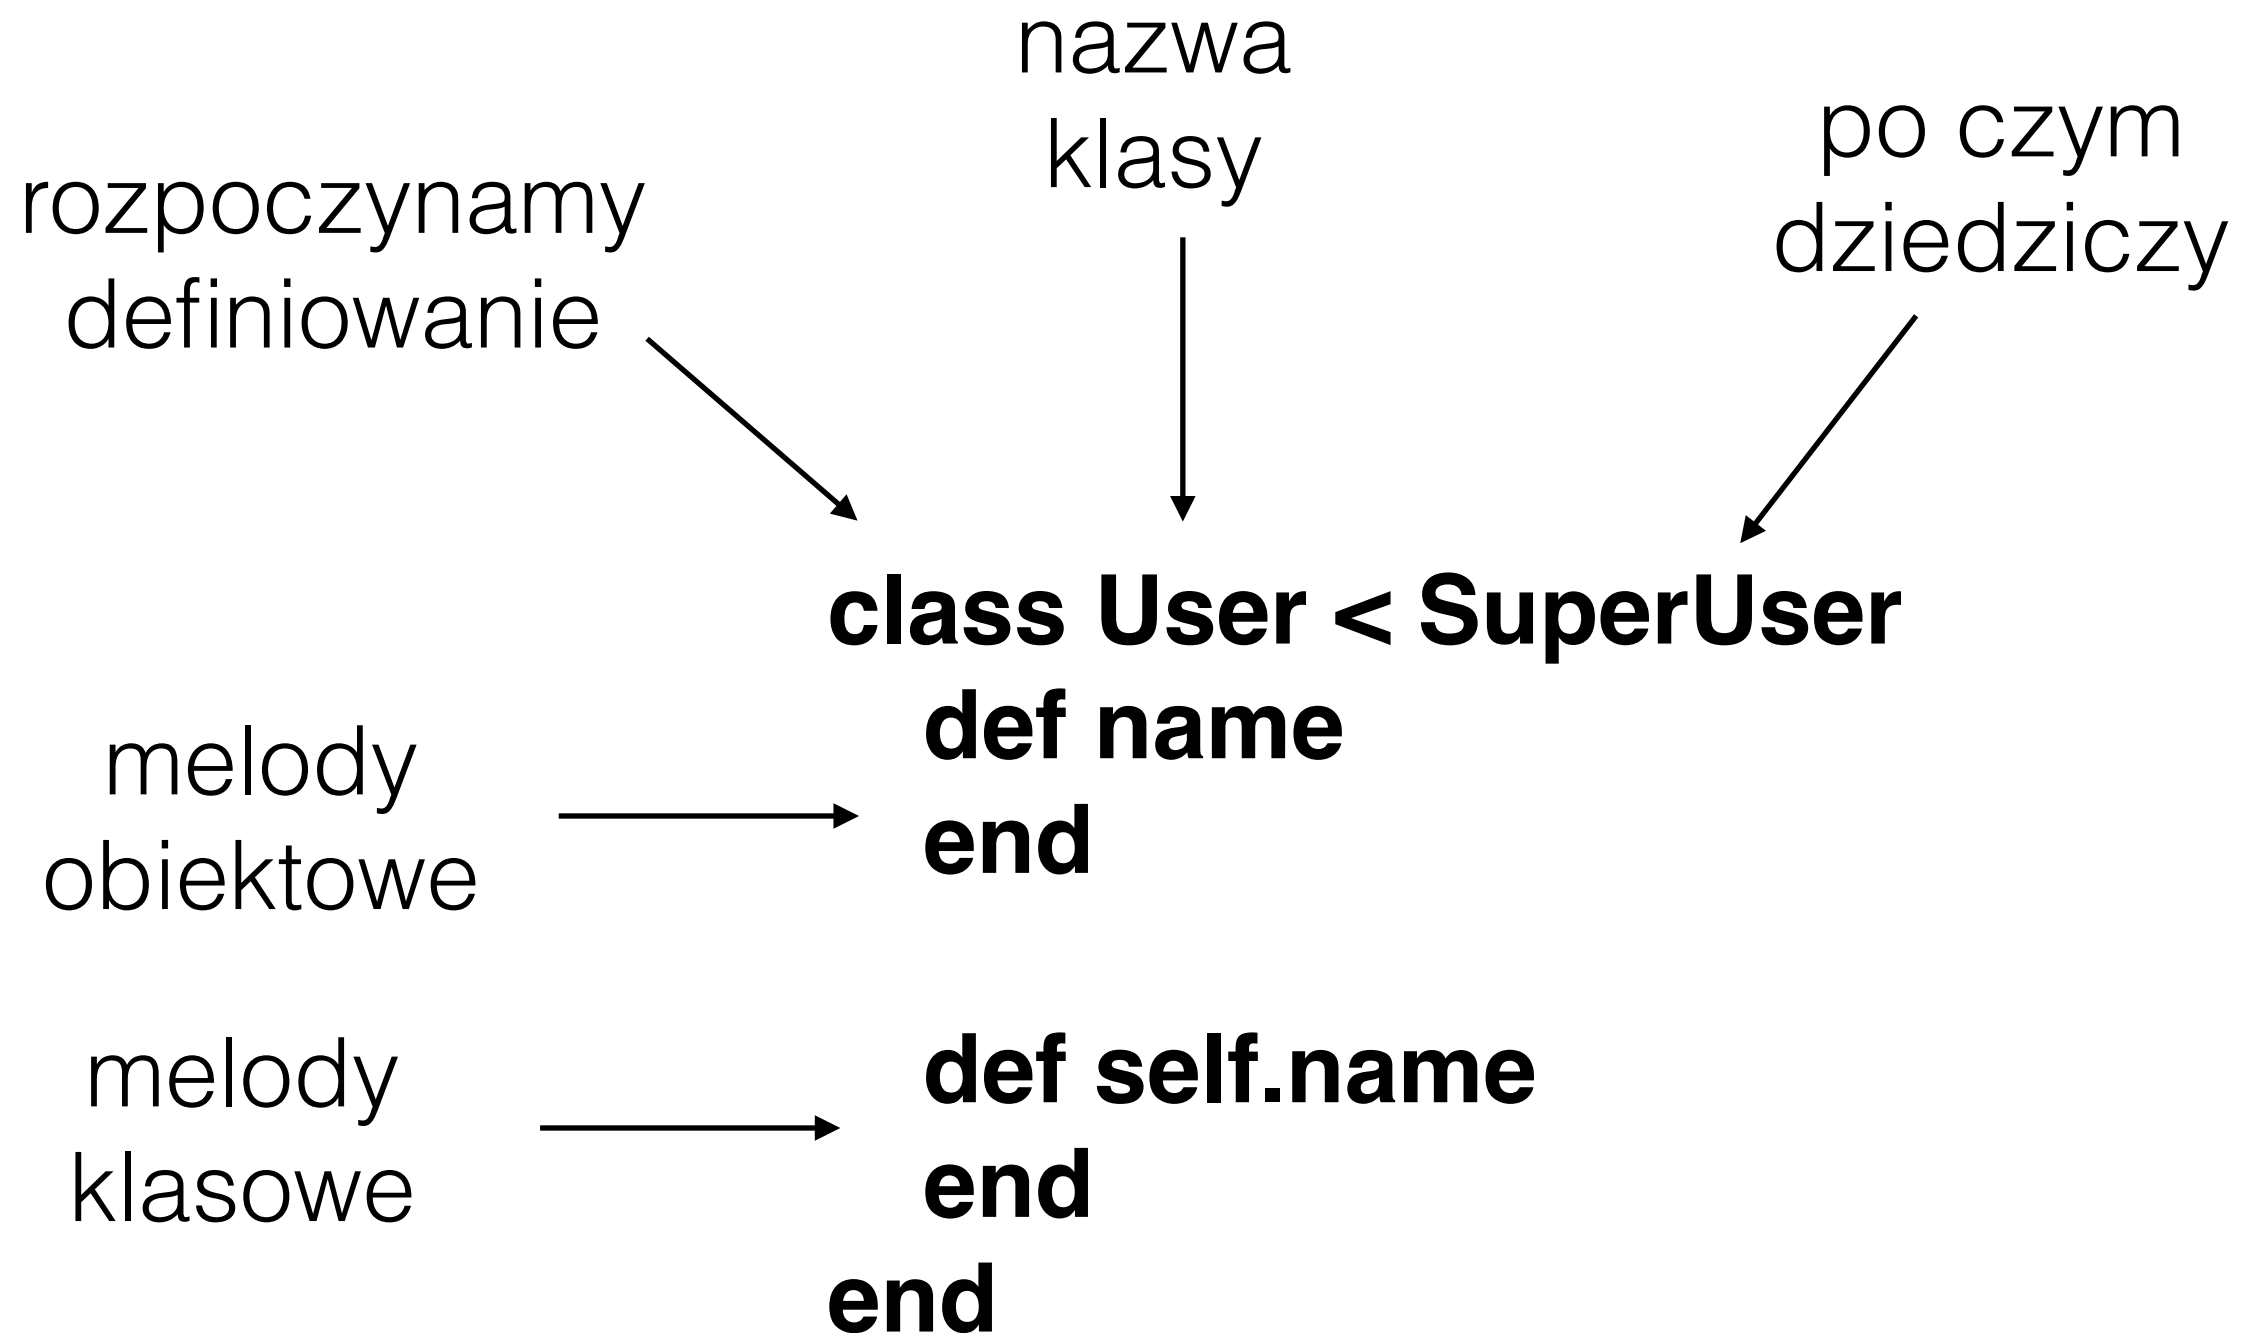 nazwa
klasy
po czym
dziedziczy
rozpoczynamy
definiowanie
class User < SuperUser
def name
end
melody
obiektowe
def self.name
end
end
melody
klasowe